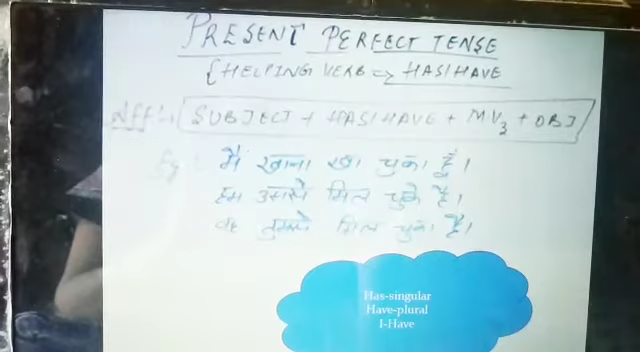 PRESENT PERFECT TENSE
{HELPING VERB => HAS/HAVE
Aff :- SUBJECT + HAS/HAVE + MV3 + OBJ
Eg : मैं खाना खा चुका हूँ।
हम उससे मिल चुके हैं।
वह तुमसे मिल चुका है।
Has-singular
Have-plural
I-Have